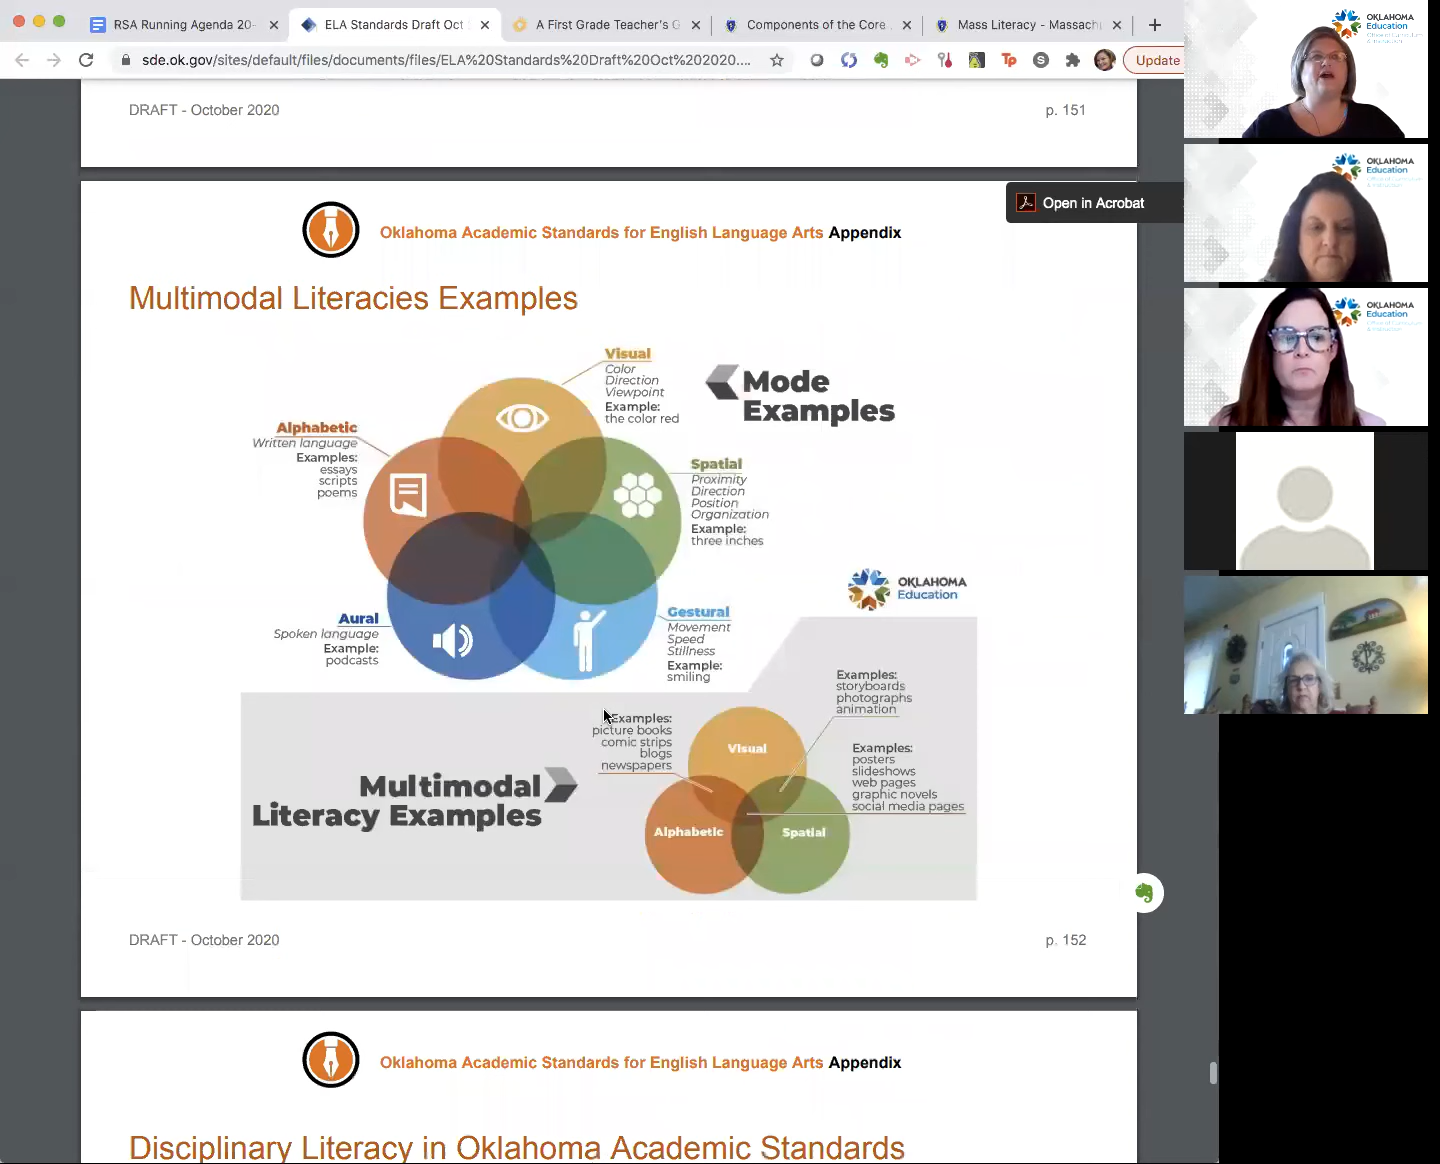 RSA Running Agenda 20-
ELA Standards Draft Oct
A First Grade Teacher's G
Components of the Core
Mass Literacy - Massach
sde.ok.gov/sites/default/files/documents/files/ELA%20Standards%20Draft%20Oct%202020....
Tp
S
Update
DRAFT - October 2020
p. 151
Open in Acrobat
Oklahoma Academic Standards for English Language Arts Appendix
Multimodal Literacies Examples
Mode
Examples
Visual
Color
Direction
Viewpoint
Example:
the color red
Alphabetic
Written language
Examples:
essays
scripts
poems
Spatial
Proximity
Direction
Position
Organization
Example:
three inches
Aural
Spoken language
Example:
podcasts
Gestural
Movement
Speed
Stillness
Example:
smiling
OKLAHOMA
Education
Multimodal
Literacy Examples
Examples:
picture books
comic strips
blogs
newspapers
Examples:
storyboards
photographs
animation
Examples:
posters
slideshows
web pages
graphic novels
social media pages
Visual
Alphabetic
Spatial
DRAFT - October 2020
p. 152
Oklahoma Academic Standards for English Language Arts Appendix
Disciplinary Literacy in Oklahoma Academic Standards
OKLAHOMA
Education
OKLAHOMA
Education
OKLAHOMA
Education